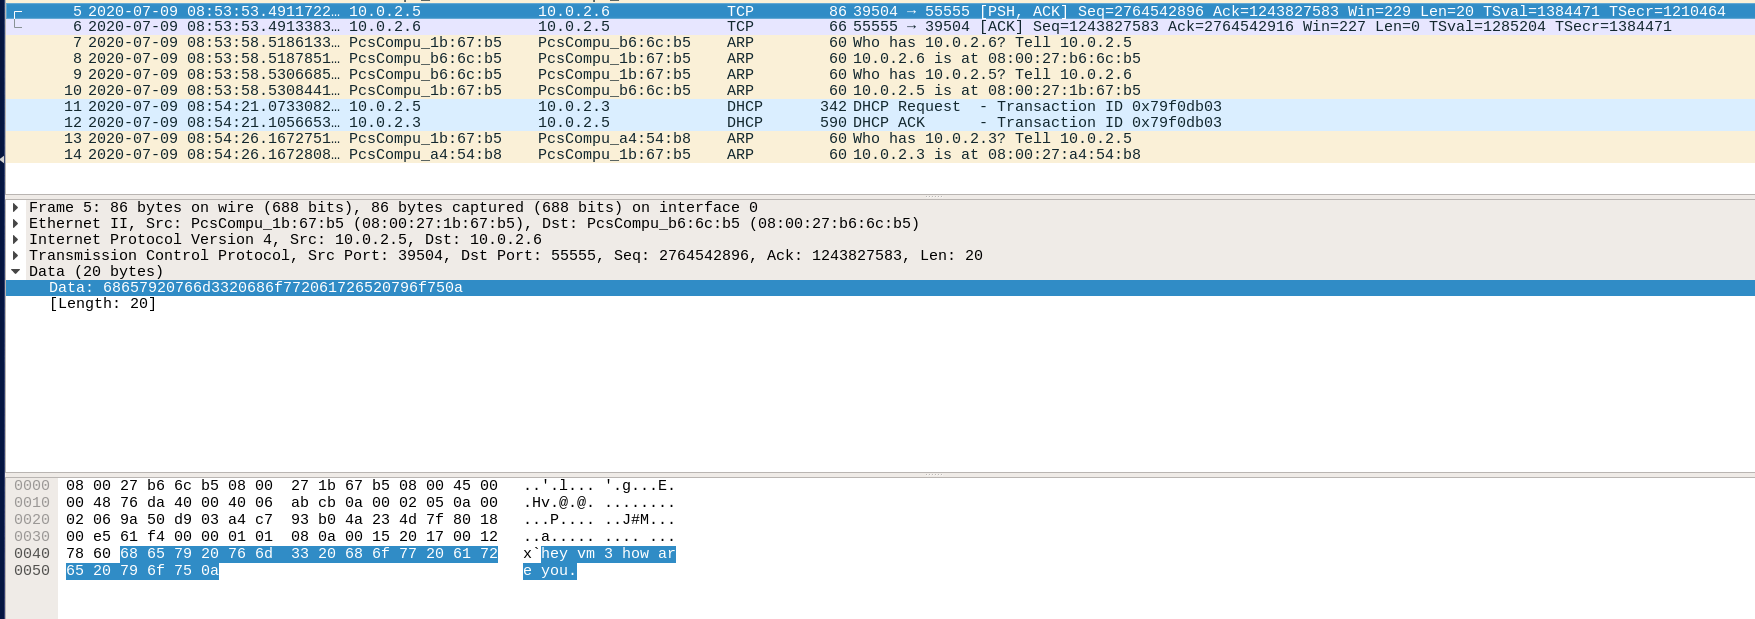 5 2020-07-09 08:53:53.4911722… 10.0.2.5 10.0.2.6 TCP 86 39504 → 55555 [PSH, ACK] Seq=2764542896 Ack=1243827583 Win=229 Len=20 TSval=1384471 TSecr=1210464
6 2020-07-09 08:53:53.4913383… 10.0.2.6 10.0.2.5 TCP 66 55555 → 39504 [ACK] Seq=1243827583 Ack=2764542916 Win=227 Len=0 TSval=1285204 TSecr=1384471
7 2020-07-09 08:53:58.5186133… PcsCompu_1b:67:b5 PcsCompu_b6:6c:b5 ARP 60 Who has 10.0.2.6? Tell 10.0.2.5
8 2020-07-09 08:53:58.5187851… PcsCompu_b6:6c:b5 PcsCompu_1b:67:b5 ARP 60 10.0.2.6 is at 08:00:27:b6:6c:b5
9 2020-07-09 08:53:58.5306685… PcsCompu_b6:6c:b5 PcsCompu_1b:67:b5 ARP 60 Who has 10.0.2.5? Tell 10.0.2.6
10 2020-07-09 08:53:58.5308441… PcsCompu_1b:67:b5 PcsCompu_b6:6c:b5 ARP 60 10.0.2.5 is at 08:00:27:1b:67:b5
11 2020-07-09 08:54:21.0733082… 10.0.2.5 10.0.2.3 DHCP 342 DHCP Request - Transaction ID 0x79f0db03
12 2020-07-09 08:54:21.1056653… 10.0.2.3 10.0.2.5 DHCP 590 DHCP ACK - Transaction ID 0x79f0db03
13 2020-07-09 08:54:26.1672751… PcsCompu_1b:67:b5 PcsCompu_a4:54:b8 ARP 60 Who has 10.0.2.3? Tell 10.0.2.5
14 2020-07-09 08:54:26.1672808… PcsCompu_a4:54:b8 PcsCompu_1b:67:b5 ARP 60 10.0.2.3 is at 08:00:27:a4:54:b8
Frame 5: 86 bytes on wire (688 bits), 86 bytes captured (688 bits) on interface 0
Ethernet II, Src: PcsCompu_1b:67:b5 (08:00:27:1b:67:b5), Dst: PcsCompu_b6:6c:b5 (08:00:27:b6:6c:b5)
Internet Protocol Version 4, Src: 10.0.2.5, Dst: 10.0.2.6
Transmission Control Protocol, Src Port: 39504, Dst Port: 55555, Seq: 2764542896, Ack: 1243827583, Len: 20
Data (20 bytes)
Data: 68657920766d3320686f772061726520796f750a
[Length: 20]
0000 08 00 27 b6 6c b5 08 00 27 1b 67 b5 08 00 45 00 ..'.l... '.g...E.
0010 00 48 76 da 40 00 40 06 ab cb 0a 00 02 05 0a 00 .Hv.@.@. ........
0020 02 06 9a 50 d9 03 a4 c7 93 b0 4a 23 4d 7f 80 18 ...P.... ..J#M...
0030 00 e5 61 f4 00 00 01 01 08 0a 00 15 20 17 00 12 ..a..... .... ...
0040 78 60 68 65 79 20 76 6d 33 20 68 6f 77 20 61 72 x`hey vm 3 how ar
0050 65 20 79 6f 75 0a e you.